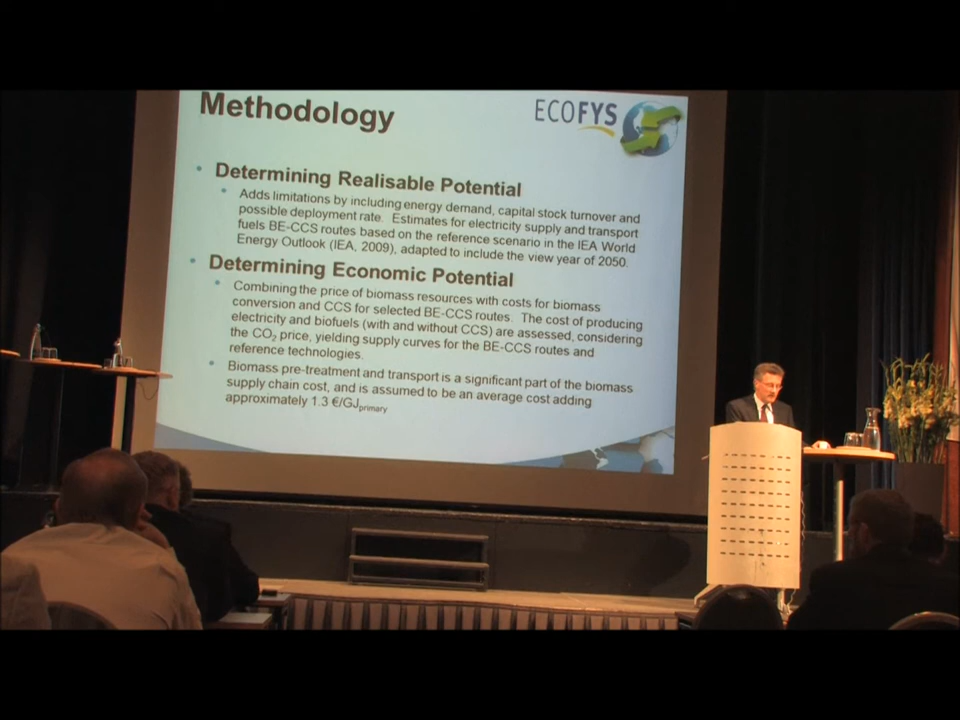 Methodology
ECOFYS
• Determining Realisable Potential
• Adds limitations by including energy demand, capital stock turnover and
possible deployment rate. Estimates for electricity supply and transport
fuels BE-CCS routes based on the reference scenario in the IEA World
Energy Outlook (IEA, 2009), adapted to include the view year of 2050.
• Determining Economic Potential
• Combining the price of biomass resources with costs for biomass
conversion and CCS for selected BE-CCS routes. The cost of producing
electricity and biofuels (with and without CCS) are assessed, considering
the CO₂ price, yielding supply curves for the BE-CCS routes and
reference technologies.
• Biomass pre-treatment and transport is a significant part of the biomass
supply chain cost, and is assumed to be an average cost adding
approximately 1.3 €/GJprimary